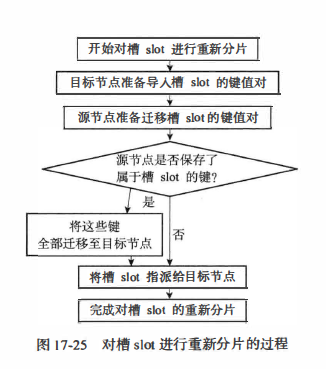 开始对槽 slot 进行重新分片
目标节点准备导入槽 slot 的键值对
源节点准备迁移槽 slot的键值对
源节点是否保存了
属于槽 slot 的键?
是
将这些键
全部迁移至目标节点
否
将槽 slot 指派给目标节点
完成对槽 slot 的重新分片
图 17-25 对槽 slot 进行重新分片的过程